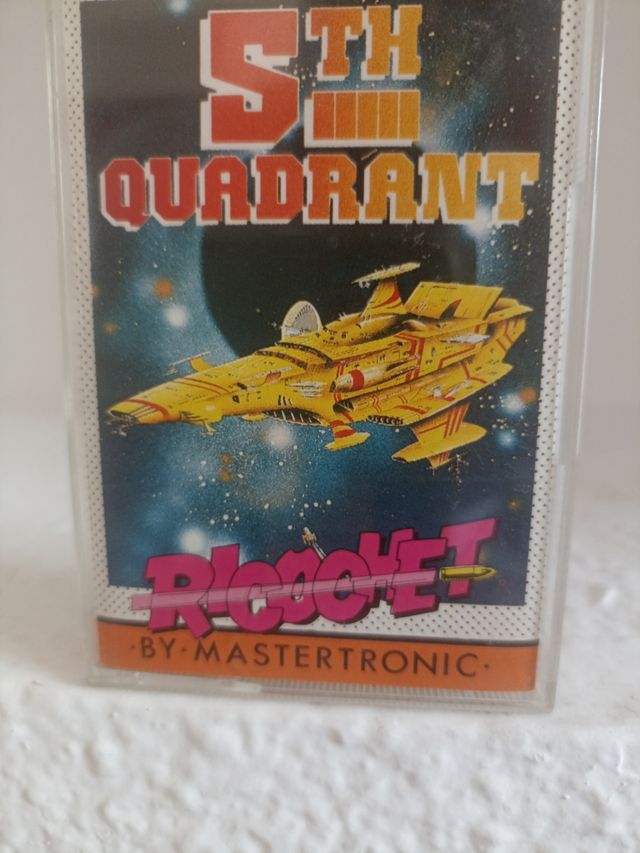 5TH
QUADRANT
RICOCHET
·BY·MASTERTRONIC·